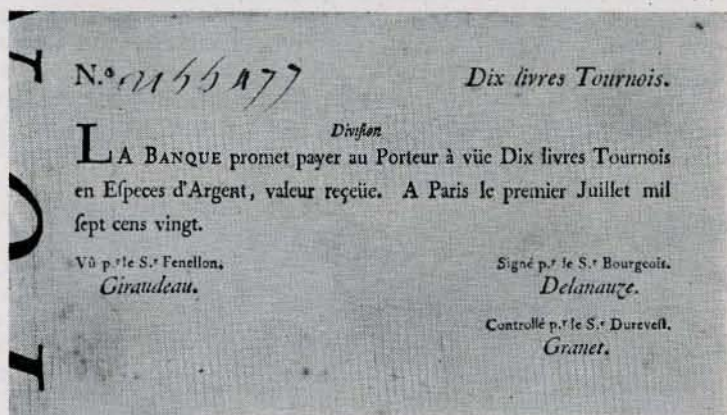 N.º 2155477 Dix livres Tournois.
Division
LA BANQUE promet payer au Porteur à vüe Dix livres Tournois
en Eſpeces d'Argent, valeur reçeüe. A Paris le premier Juillet mil
ſept cens vingt.
Vû p.r le S.r Fenellon. Signé p.r le S.r Bourgeois.
Giraudeau. Delanauze.
Controllé p.r le S.r Dureveſt.
Granet.